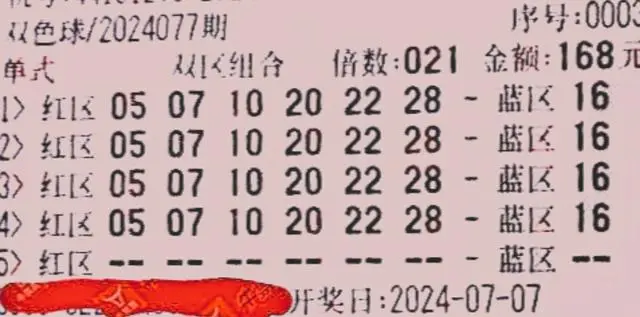 双色球/2024077期
序号:0003
单式 双区组合 倍数:021 金额:168元
1> 红区 05 07 10 20 22 28 - 蓝区 16
2> 红区 05 07 10 20 22 28 - 蓝区 16
3> 红区 05 07 10 20 22 28 - 蓝区 16
4> 红区 05 07 10 20 22 28 - 蓝区 16
5> 红区 -- -- -- -- -- -- - 蓝区 --
开奖日:2024-07-07